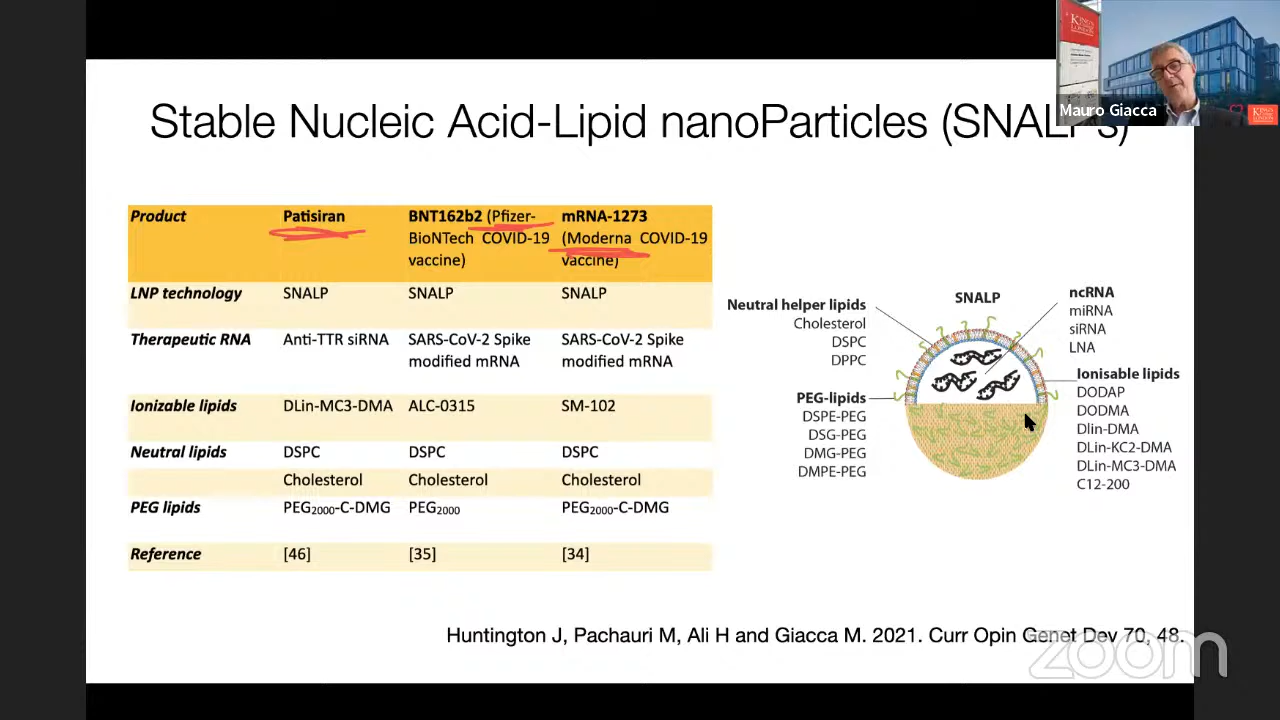 KING'S
College
LONDON
Mauro Giacca
Stable Nucleic Acid-Lipid nanoParticles (SNALPs)
Product Patisiran BNT162b2 (Pfizer- mRNA-1273
BioNTech COVID-19 (Moderna COVID-19
vaccine) vaccine)
LNP technology SNALP SNALP SNALP
Therapeutic RNA Anti-TTR siRNA SARS-CoV-2 Spike SARS-CoV-2 Spike
modified mRNA modified mRNA
Ionizable lipids DLin-MC3-DMA ALC-0315 SM-102
Neutral lipids DSPC DSPC DSPC
Cholesterol Cholesterol Cholesterol
PEG lipids PEG2000-C-DMG PEG2000 PEG2000-C-DMG
Reference [46] [35] [34]
SNALP
Neutral helper lipids
Cholesterol
DSPC
DPPC
PEG-lipids
DSPE-PEG
DSG-PEG
DMG-PEG
DMPE-PEG
ncRNA
miRNA
siRNA
LNA
Ionisable lipids
DODAP
DODMA
Dlin-DMA
DLin-KC2-DMA
DLin-MC3-DMA
C12-200
Huntington J, Pachauri M, Ali H and Giacca M. 2021. Curr Opin Genet Dev 70, 48.
zoom